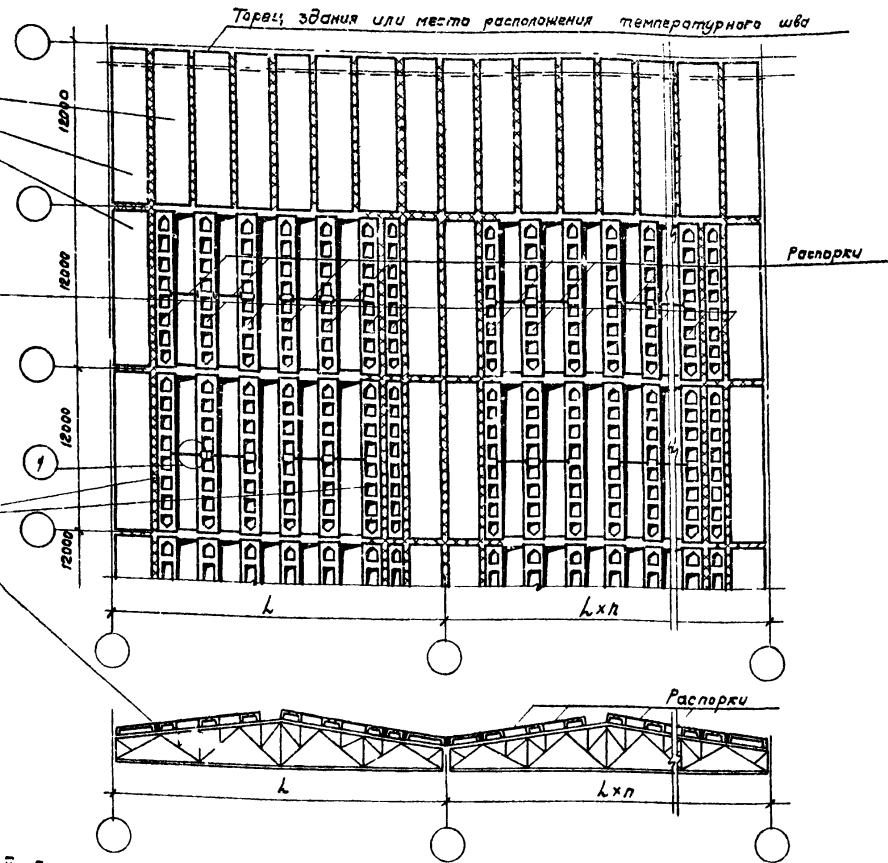 Торец здания или место расположения температурного шва
12000
12000
Распорки
12000
1
12000
L
L×n
Распорки
L
L×n